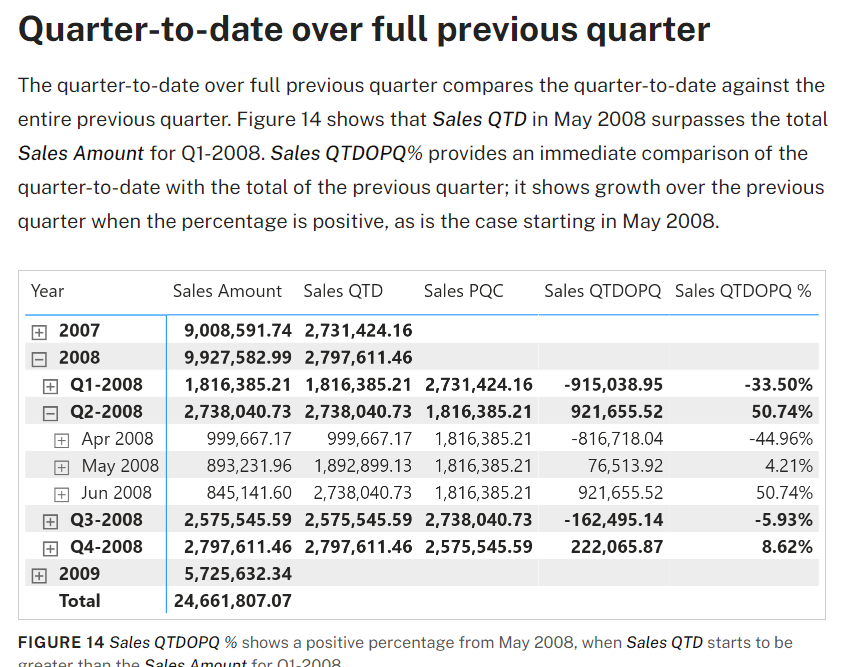 Quarter-to-date over full previous quarter
The quarter-to-date over full previous quarter compares the quarter-to-date against the
entire previous quarter. Figure 14 shows that Sales QTD in May 2008 surpasses the total
Sales Amount for Q1-2008. Sales QTDOPQ% provides an immediate comparison of the
quarter-to-date with the total of the previous quarter; it shows growth over the previous
quarter when the percentage is positive, as is the case starting in May 2008.
Year Sales Amount Sales QTD Sales PQC Sales QTDOPQ Sales QTDOPQ %
2007 9,008,591.74 2,731,424.16
2008 9,927,582.99 2,797,611.46
Q1-2008 1,816,385.21 1,816,385.21 2,731,424.16 -915,038.95 -33.50%
Q2-2008 2,738,040.73 2,738,040.73 1,816,385.21 921,655.52 50.74%
Apr 2008 999,667.17 999,667.17 1,816,385.21 -816,718.04 -44.96%
May 2008 893,231.96 1,892,899.13 1,816,385.21 76,513.92 4.21%
Jun 2008 845,141.60 2,738,040.73 1,816,385.21 921,655.52 50.74%
Q3-2008 2,575,545.59 2,575,545.59 2,738,040.73 -162,495.14 -5.93%
Q4-2008 2,797,611.46 2,797,611.46 2,575,545.59 222,065.87 8.62%
2009 5,725,632.34
Total 24,661,807.07
FIGURE 14 Sales QTDOPQ % shows a positive percentage from May 2008, when Sales QTD starts to be
greater than the Sales Amount for Q1-2008